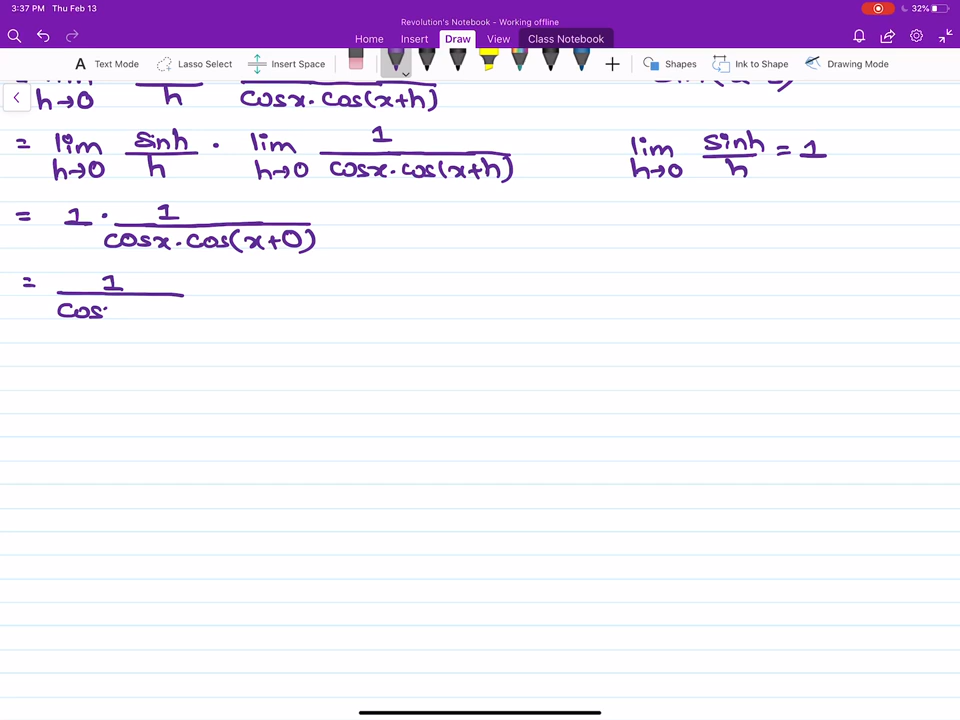 3:37 PM Thu Feb 13
32%
Revolution's Notebook - Working offline
Home Insert Draw View Class Notebook
Text Mode Lasso Select Insert Space Shapes Ink to Shape Drawing Mode
h→0 h cosx·cos(x+h)
= lim h→0 sinh/h · lim h→0 1/(cosx·cos(x+h)) lim h→0 sinh/h = 1
= 1 · 1/(cosx·cos(x+0))
= 1/cos